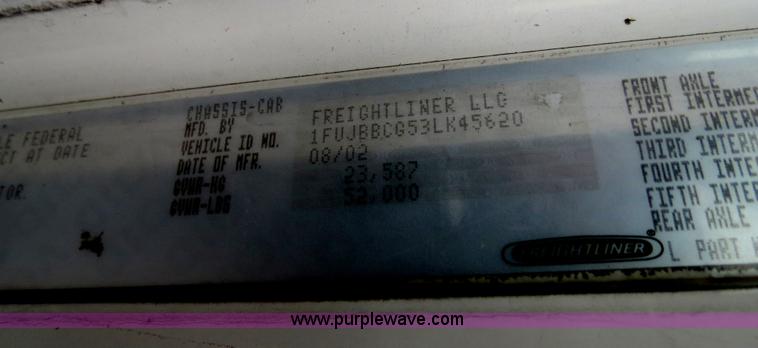 CHASSIS-CAB
MFD. BY FREIGHTLINER LLC
VEHICLE ID NO. 1FUJBBCG53LK45620
DATE OF MFR. 08/02
GVWR-KG 23,587
GVWR-LBS 52,000
LE FEDERAL
CT AT DATE
TOR.
FRONT AXLE
FIRST INTERME
SECOND INTERM
THIRD INTERM
FOURTH INTER
FIFTH INTER
REAR AXLE
FREIGHTLINER®
L PART
www.purplewave.com